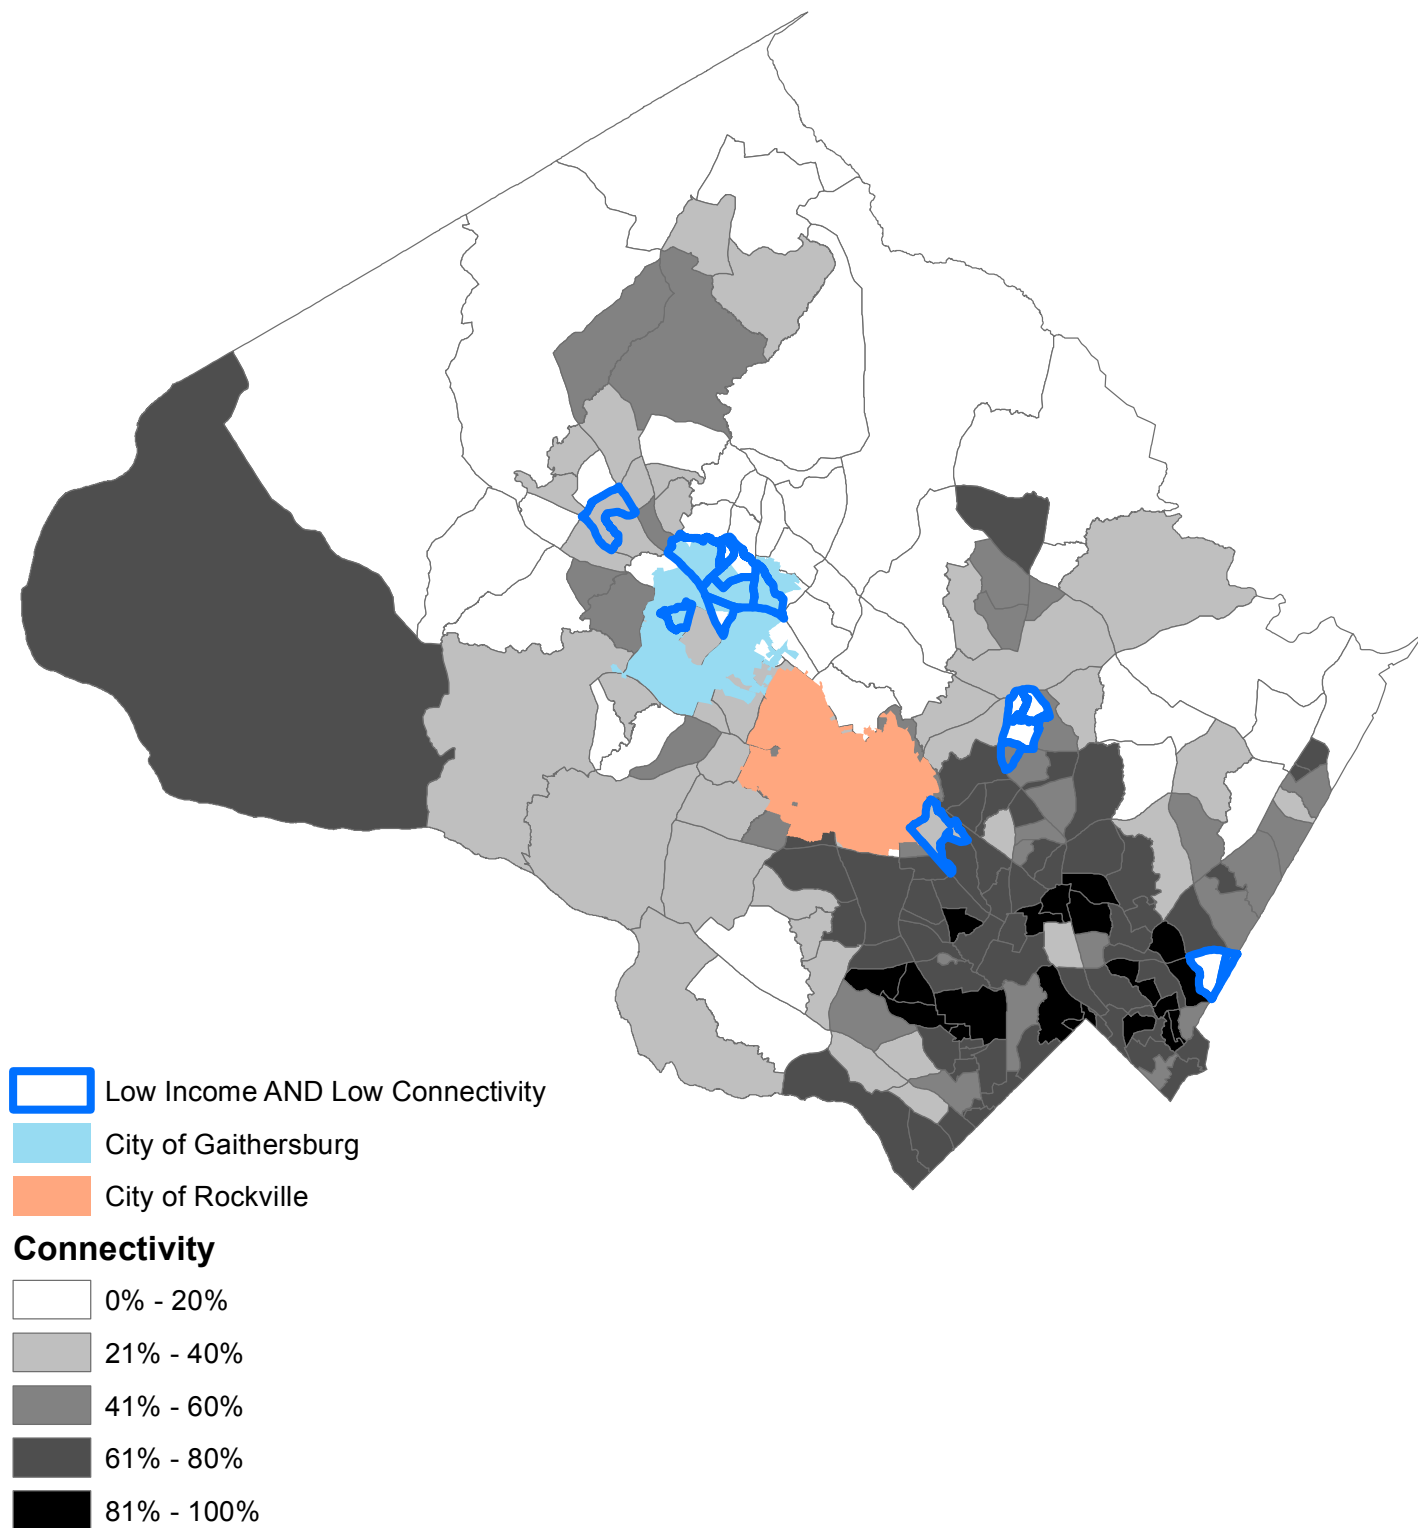 Low Income AND Low Connectivity
City of Gaithersburg
City of Rockville
Connectivity
0% - 20%
21% - 40%
41% - 60%
61% - 80%
81% - 100%